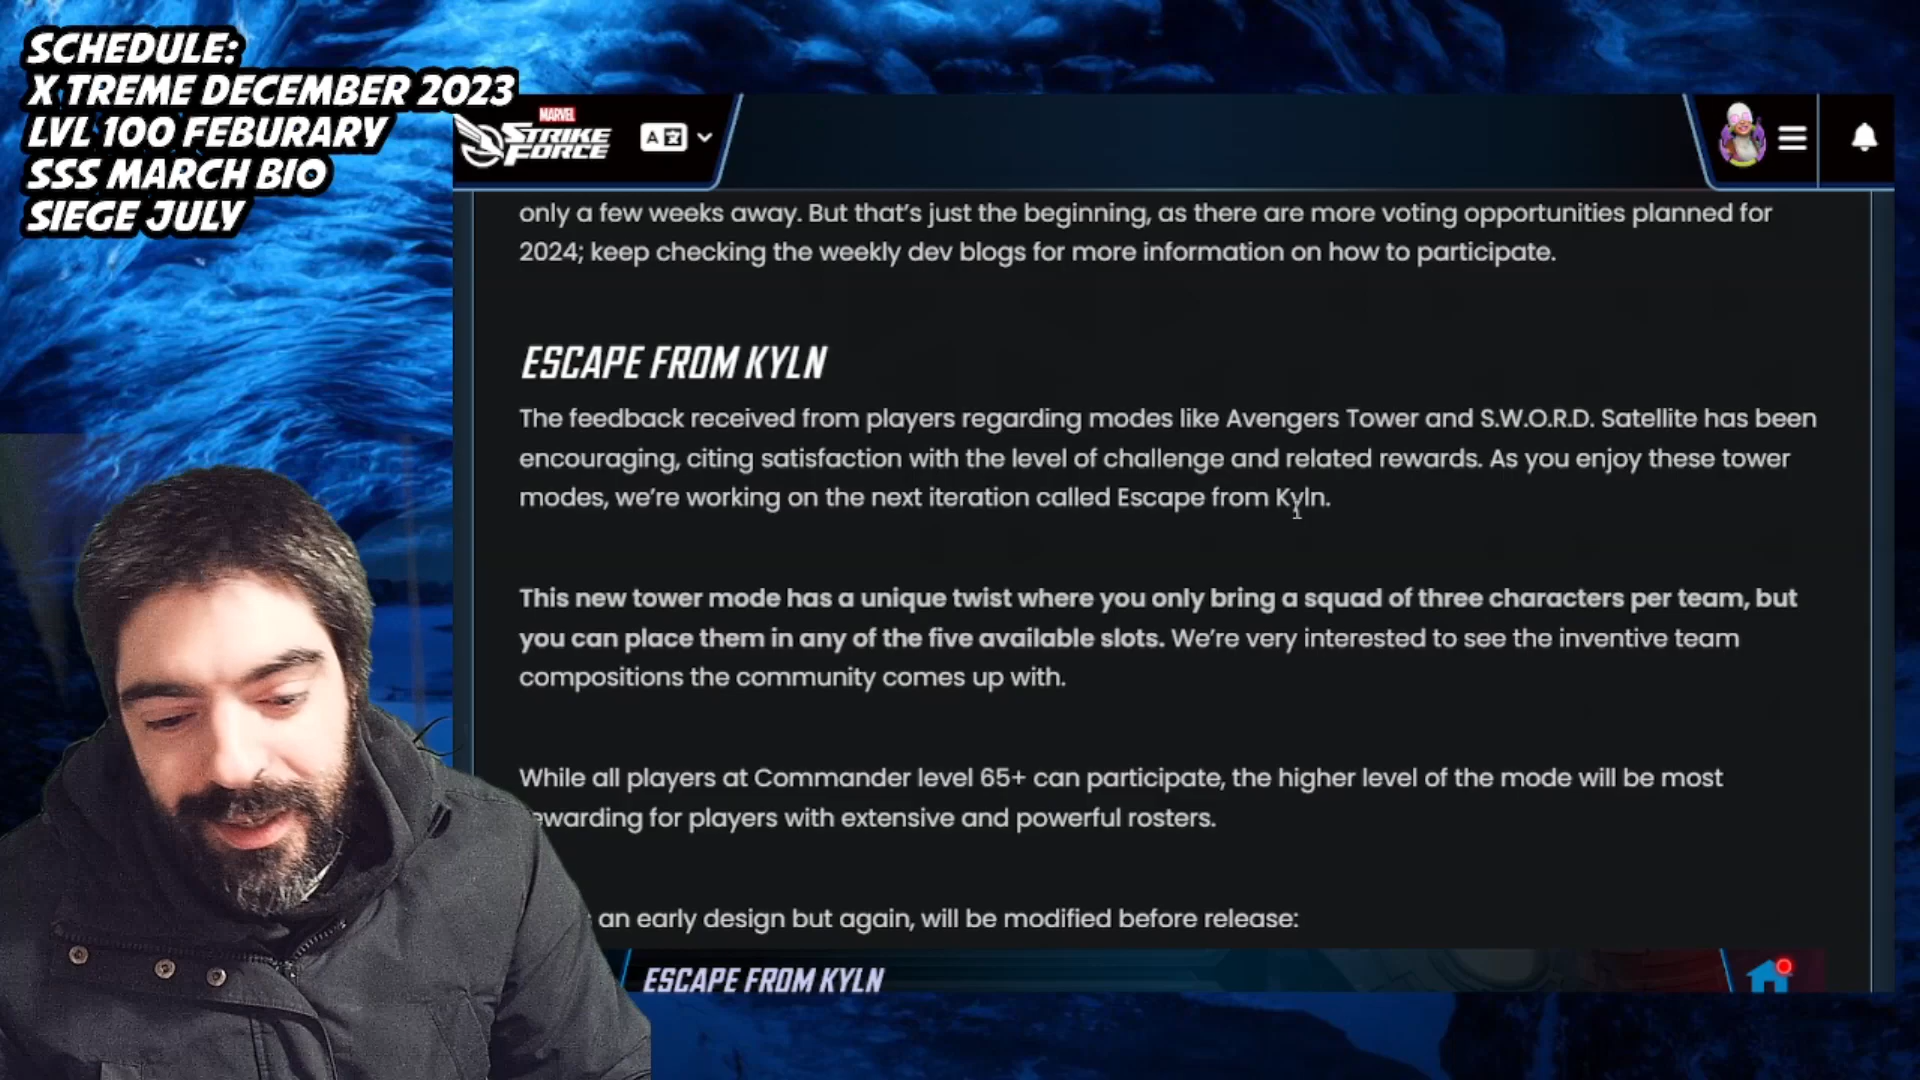 SCHEDULE:
X TREME DECEMBER 2023
LVL 100 FEBURARY
SSS MARCH BIO
SIEGE JULY
MARVEL
STRIKE
FORCE
A
only a few weeks away. But that's just the beginning, as there are more voting opportunities planned for
2024; keep checking the weekly dev blogs for more information on how to participate.
ESCAPE FROM KYLN
The feedback received from players regarding modes like Avengers Tower and S.W.O.R.D. Satellite has been
encouraging, citing satisfaction with the level of challenge and related rewards. As you enjoy these tower
modes, we're working on the next iteration called Escape from Kyln.
This new tower mode has a unique twist where you only bring a squad of three characters per team, but
you can place them in any of the five available slots. We're very interested to see the inventive team
compositions the community comes up with.
While all players at Commander level 65+ can participate, the higher level of the mode will be most
ewarding for players with extensive and powerful rosters.
an early design but again, will be modified before release:
ESCAPE FROM KYLN